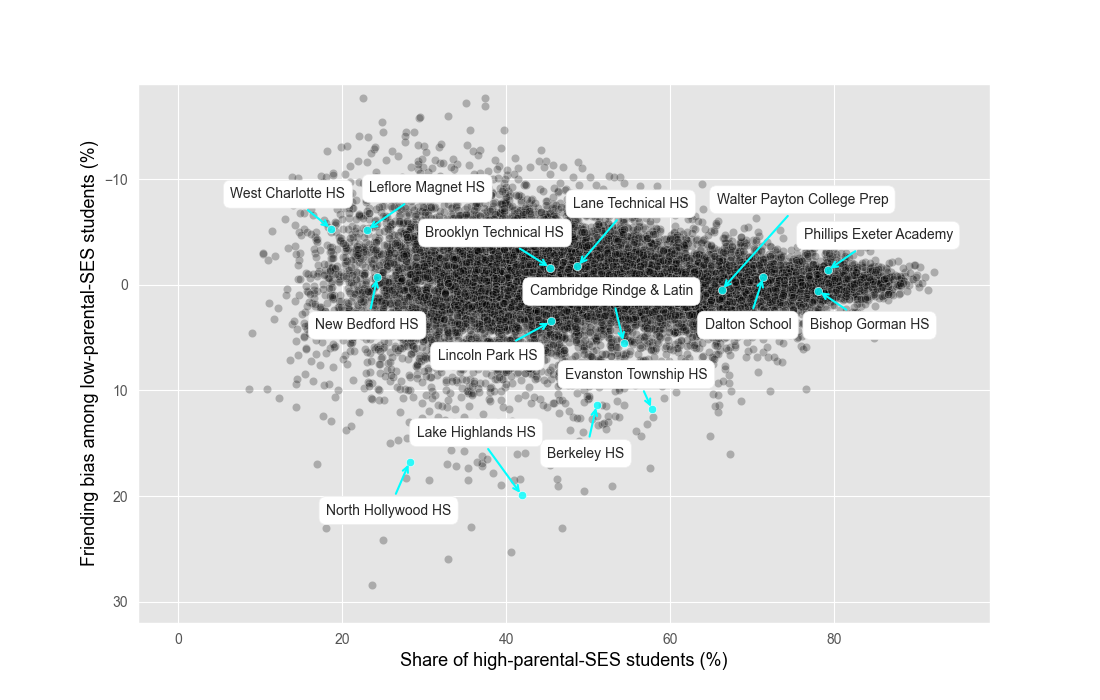 Friending bias among low-parental-SES students (%)
−10
0
10
20
30
West Charlotte HS
Leflore Magnet HS
Lane Technical HS
Walter Payton College Prep
Brooklyn Technical HS
Phillips Exeter Academy
Cambridge Rindge & Latin
New Bedford HS
Dalton School
Bishop Gorman HS
Lincoln Park HS
Evanston Township HS
Lake Highlands HS
Berkeley HS
North Hollywood HS
0
20
40
60
80
Share of high-parental-SES students (%)